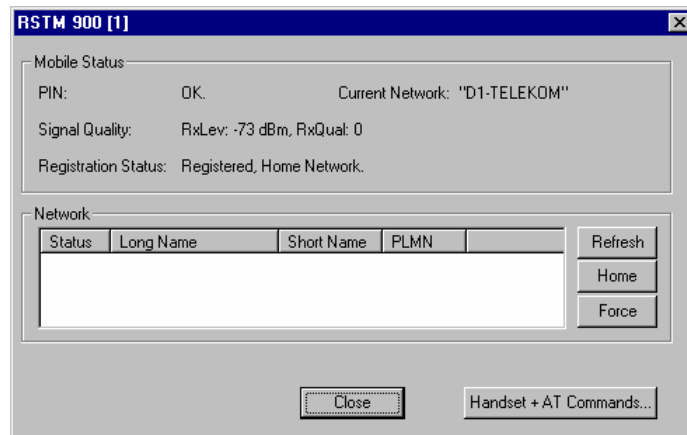 RSTM 900 [1]
Mobile Status
PIN: OK. Current Network: "D1-TELEKOM"
Signal Quality: RxLev: -73 dBm, RxQual: 0
Registration Status: Registered, Home Network.
Network
Status Long Name Short Name PLMN Refresh
Home
Force
Close Handset + AT Commands...